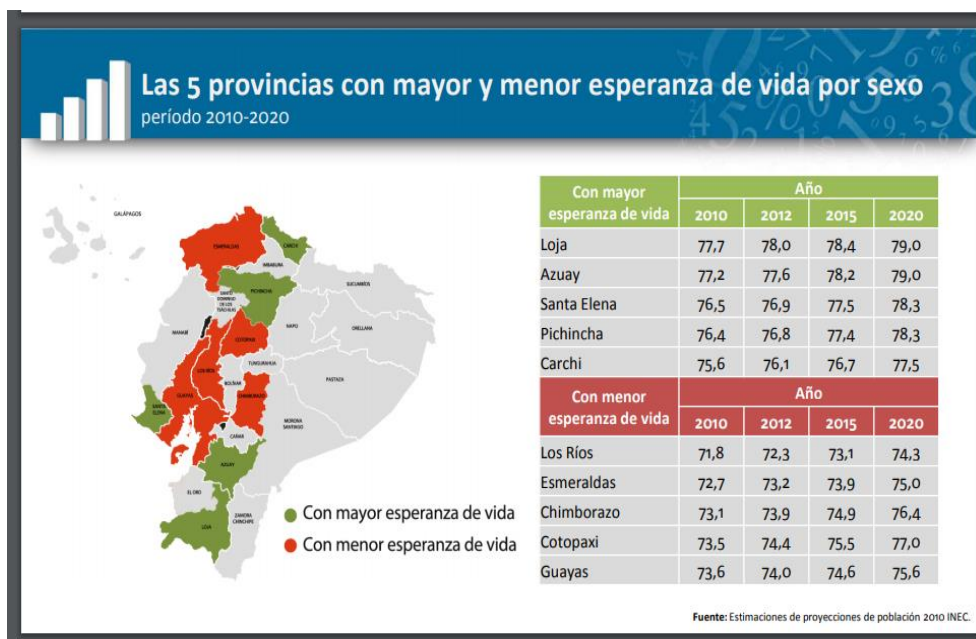 Las 5 provincias con mayor y menor esperanza de vida por sexo
período 2010-2020
GALÁPAGOS
ESMERALDAS
CARCHI
IMBABURA
SUCUMBÍOS
SANTO
DOMINGO
DE LOS
TSÁCHILAS
PICHINCHA
MANABÍ
NAPO
ORELLANA
COTOPAXI
TUNGURAHUA
LOS RÍOS
BOLÍVAR
PASTAZA
GUAYAS
CHIMBORAZO
SANTA
ELENA
MORONA
SANTIAGO
CAÑAR
AZUAY
EL ORO
ZAMORA
CHINCHIPE
LOJA
Con mayor esperanza de vida
Con menor esperanza de vida
Con mayor esperanza de vida Año
2010 2012 2015 2020
Loja 77,7 78,0 78,4 79,0
Azuay 77,2 77,6 78,2 79,0
Santa Elena 76,5 76,9 77,5 78,3
Pichincha 76,4 76,8 77,4 78,3
Carchi 75,6 76,1 76,7 77,5
Con menor esperanza de vida Año
2010 2012 2015 2020
Los Ríos 71,8 72,3 73,1 74,3
Esmeraldas 72,7 73,2 73,9 75,0
Chimborazo 73,1 73,9 74,9 76,4
Cotopaxi 73,5 74,4 75,5 77,0
Guayas 73,6 74,0 74,6 75,6
Fuente: Estimaciones de proyecciones de población 2010 INEC.